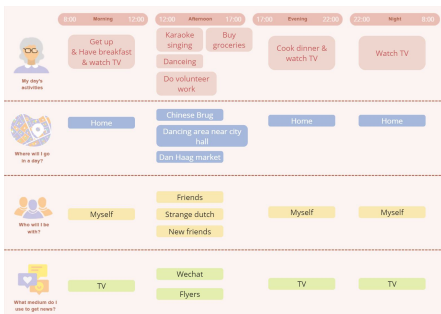 8:00 Morning 12:00
12:00 Afternoon 17:00
17:00 Evening 22:00
22:00 Night 8:00
My day's
activities
Get up
& Have breakfast
& watch TV
Karaoke
singing
Buy
groceries
Danceing
Do volunteer
work
Cook dinner &
watch TV
Watch TV
Where will I go
in a day?
Home
Chinese Brug
Dancing area near city
hall
Dan Haag market
Home
Home
Who will I be
with?
Myself
Friends
Strange dutch
New friends
Myself
Myself
What medium do I
use to get news?
TV
Wechat
Flyers
TV
TV